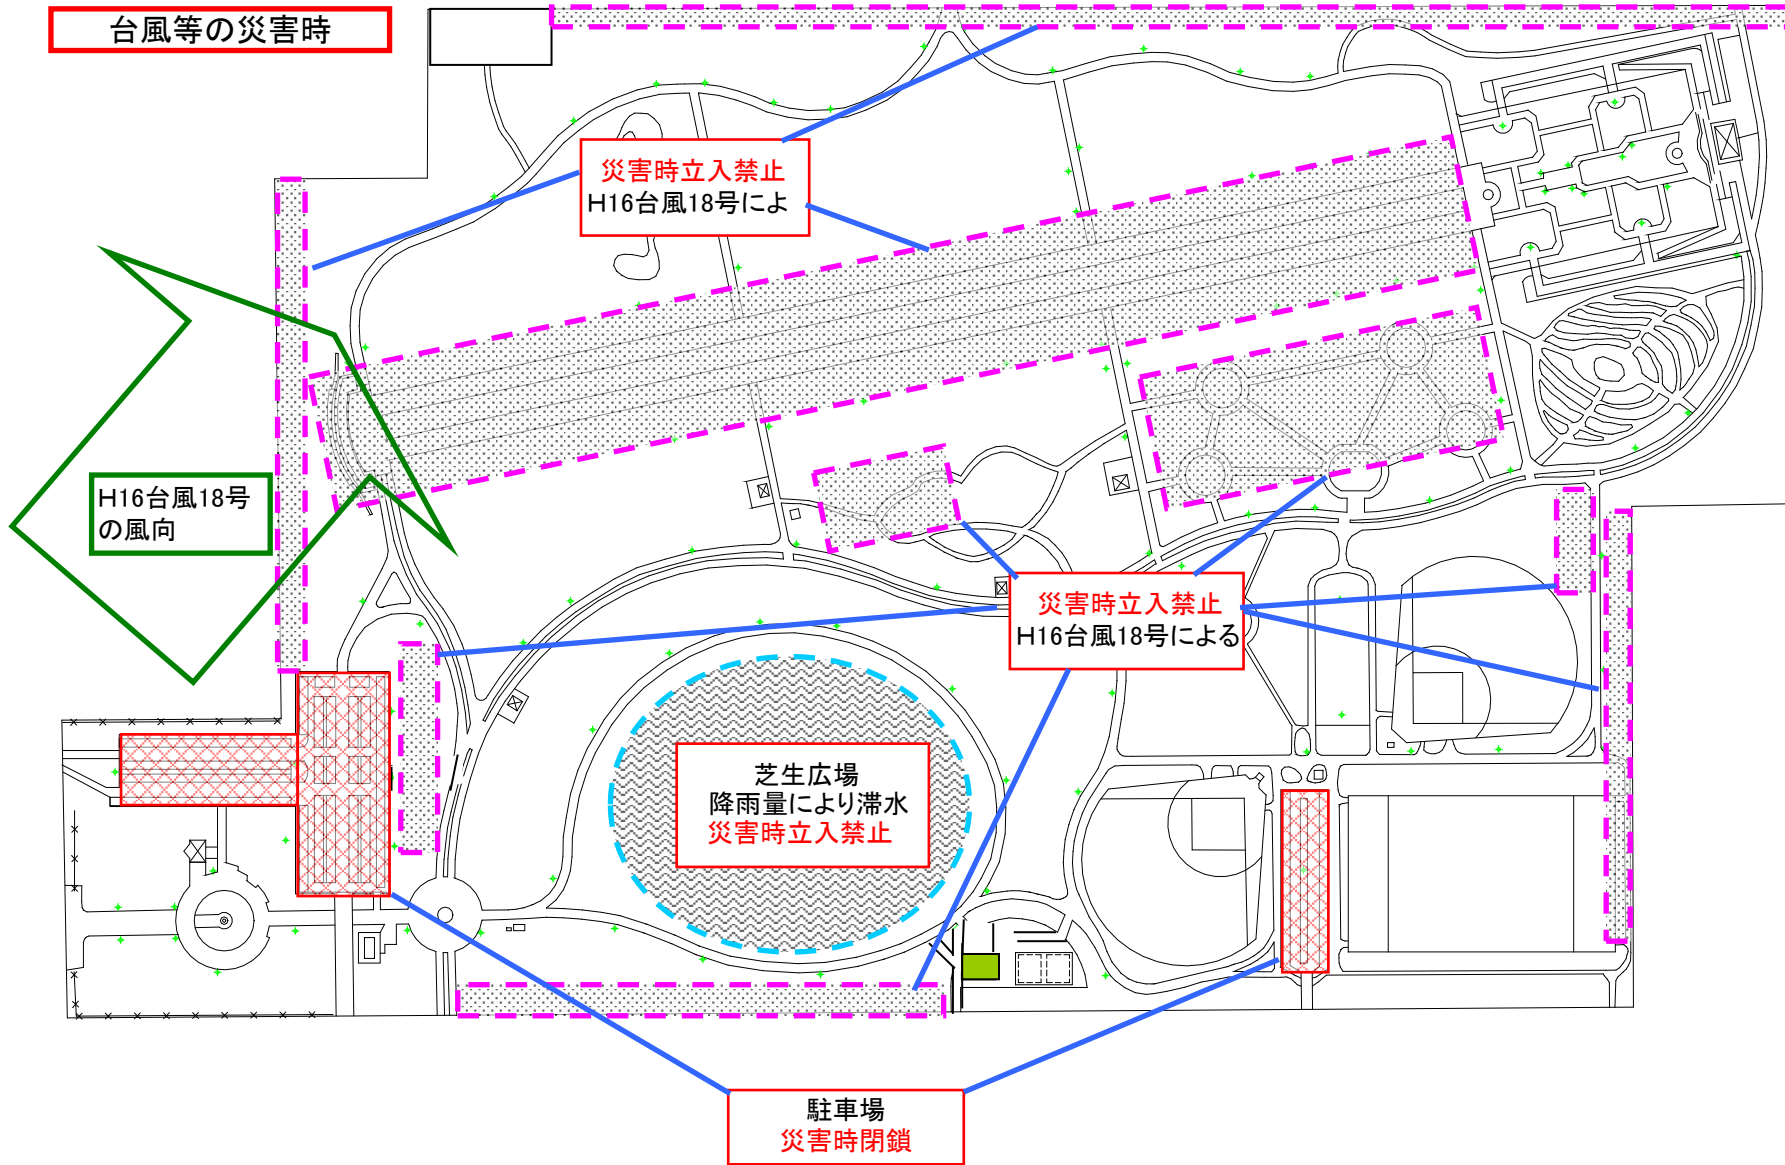 台風等の災害時
災害時立入禁止
H16台風18号によ
H16台風18号
の風向
災害時立入禁止
H16台風18号による
芝生広場
降雨量により滞水
災害時立入禁止
駐車場
災害時閉鎖